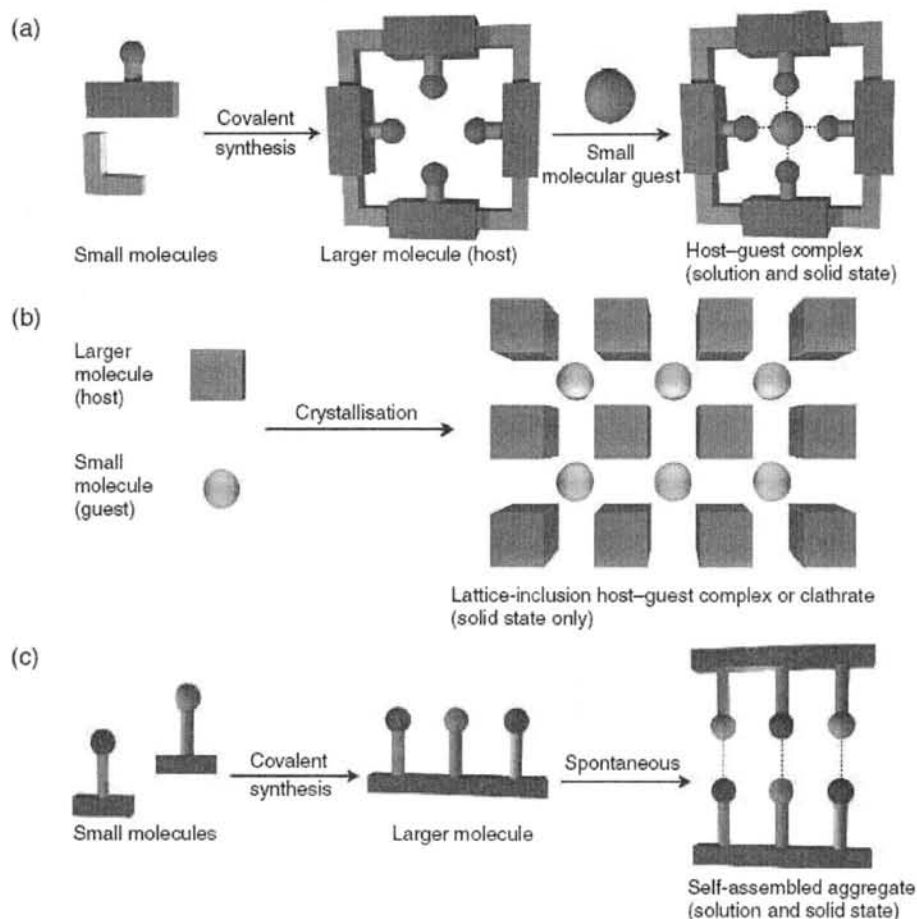 (a)
Covalent
synthesis
Small
molecular guest
Small molecules
Larger molecule (host)
Host–guest complex
(solution and solid state)
(b)
Larger
molecule
(host)
Crystallisation
Small
molecule
(guest)
Lattice-inclusion host–guest complex or clathrate
(solid state only)
(c)
Covalent
synthesis
Spontaneous
Small molecules
Larger molecule
Self-assembled aggregate
(solution and solid state)